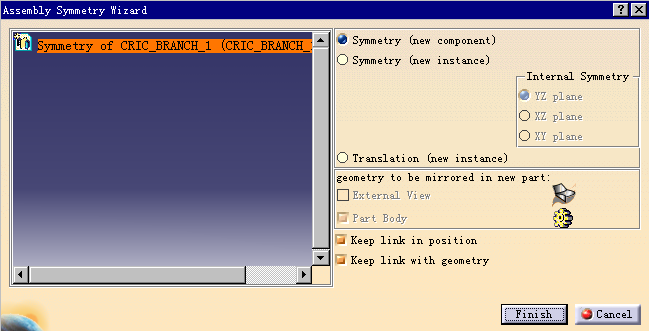 Assembly Symmetry Wizard
Symmetry of CRIC_BRANCH_1 (CRIC_BRANCH_
Symmetry (new component)
Symmetry (new instance)
Internal Symmetry
YZ plane
XZ plane
XY plane
Translation (new instance)
geometry to be mirrored in new part:
External View
Part Body
Keep link in position
Keep link with geometry
Finish
Cancel